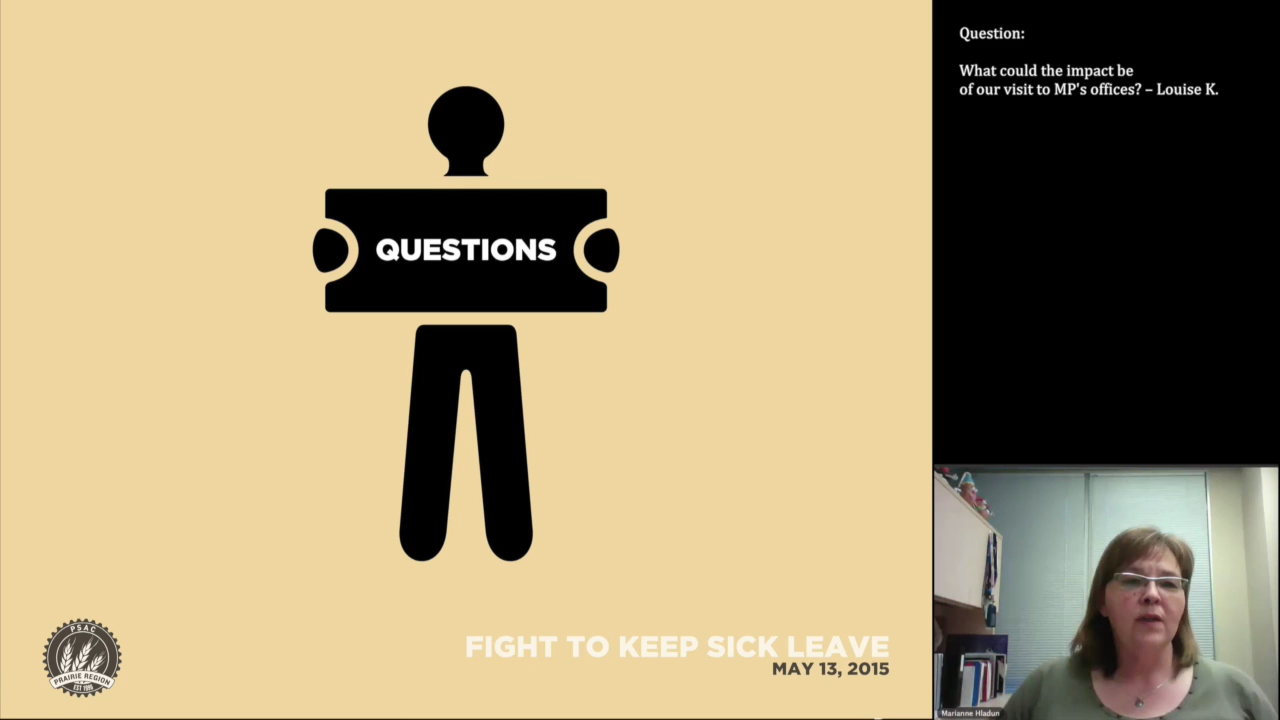 QUESTIONS
FIGHT TO KEEP SICK LEAVE
MAY 13, 2015
PSAC
PRAIRIE REGION
Question:
What could the impact be
of our visit to MP's offices? – Louise K.
Marianne Hladun